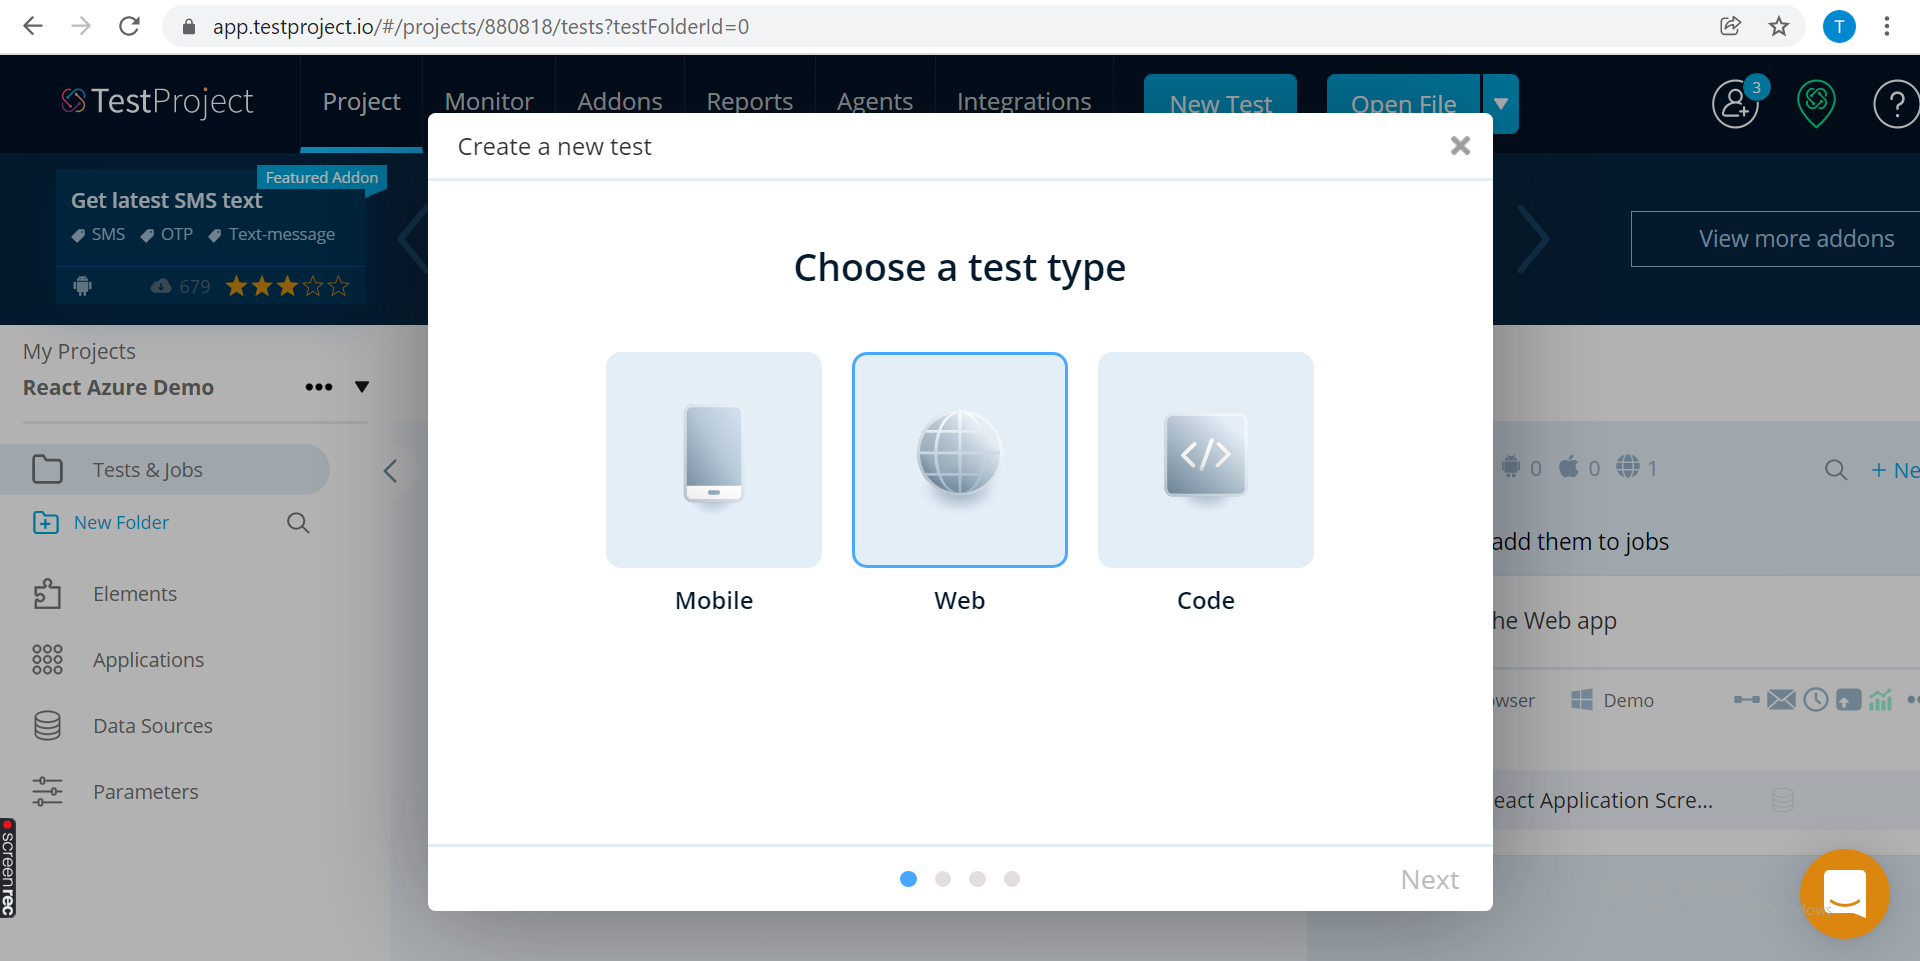 app.testproject.io/#/projects/880818/tests?testFolderId=0
T
TestProject
Project
Monitor
Addons
Reports
Agents
Integrations
New Test
Open File
3
?
Create a new test
Featured Addon
Get latest SMS text
SMS
OTP
Text-message
679
View more addons
Choose a test type
My Projects
React Azure Demo
Tests & Jobs
0
0
1
+ Ne
New Folder
add them to jobs
Elements
Mobile
Web
Code
he Web app
Applications
wser
Demo
Data Sources
Parameters
eact Application Scre...
screenrec
Next
Windows